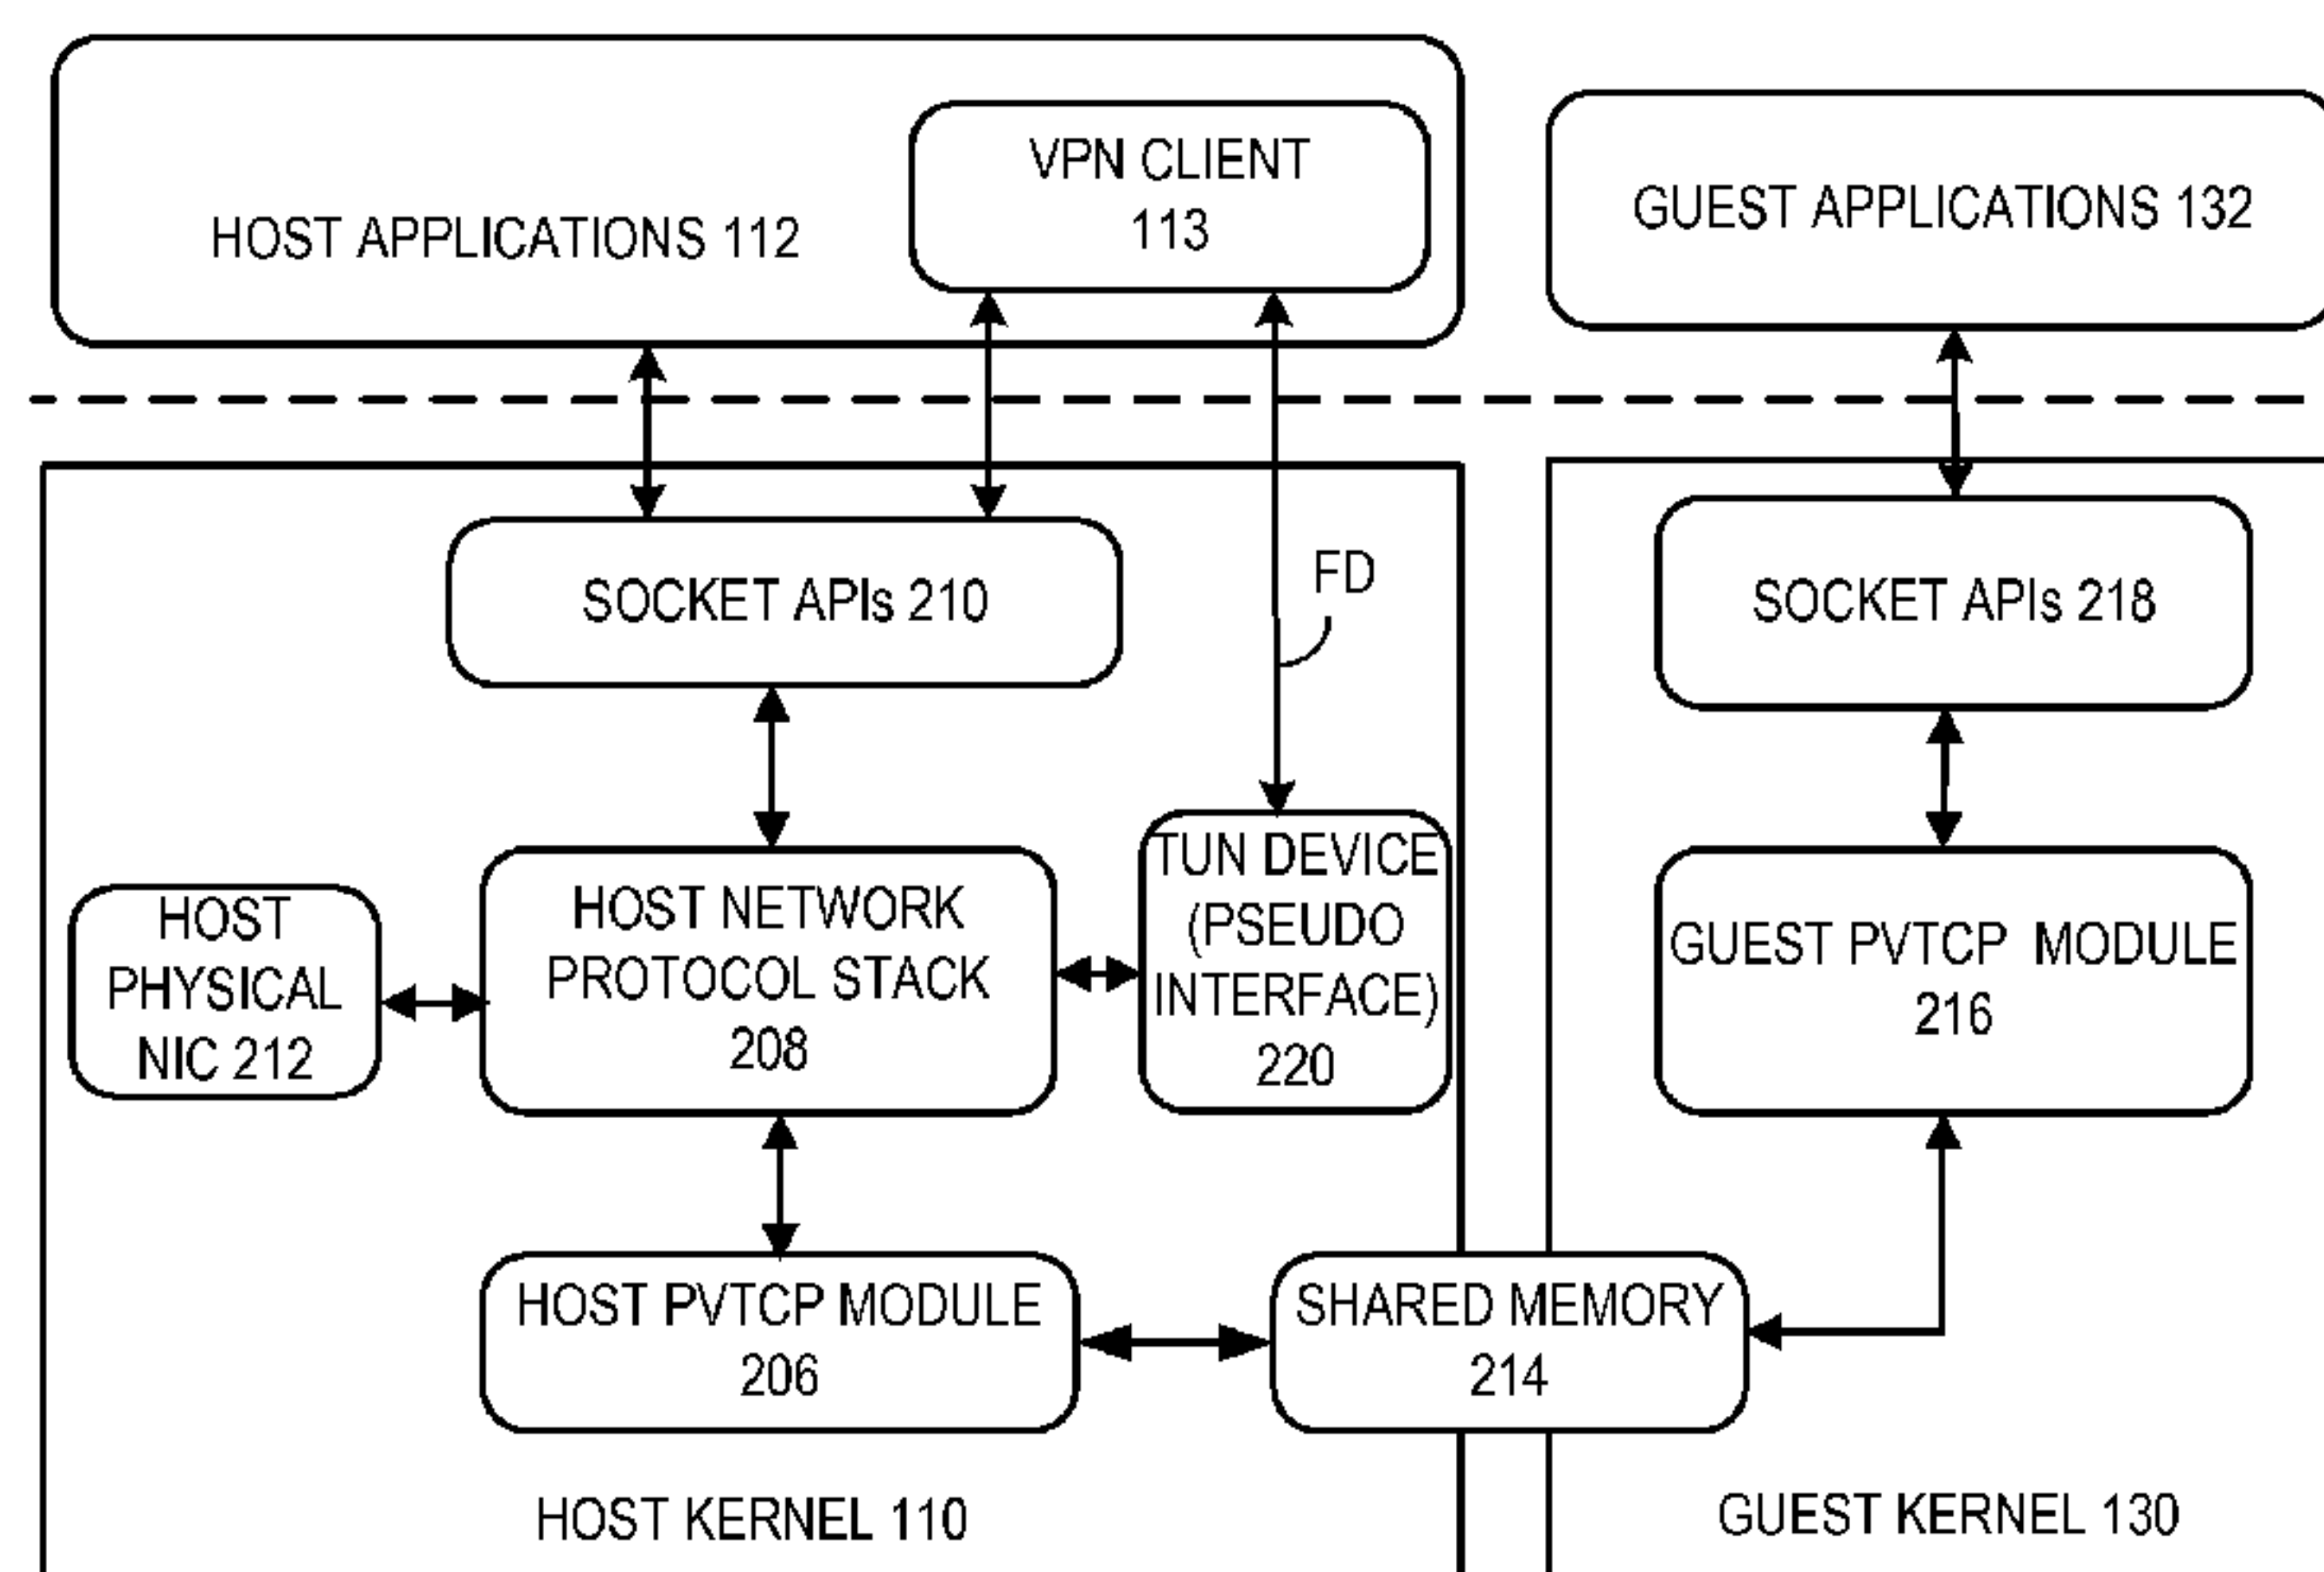 VPN CLIENT
113
HOST APPLICATIONS 112
GUEST APPLICATIONS 132
FD
SOCKET APIs 210
SOCKET APIs 218
TUN DEVICE
(PSEUDO
INTERFACE)
220
HOST NETWORK
PROTOCOL STACK
208
HOST
PHYSICAL
NIC 212
GUEST PVTCP MODULE
216
HOST PVTCP MODULE
206
SHARED MEMORY
214
HOST KERNEL 110
GUEST KERNEL 130